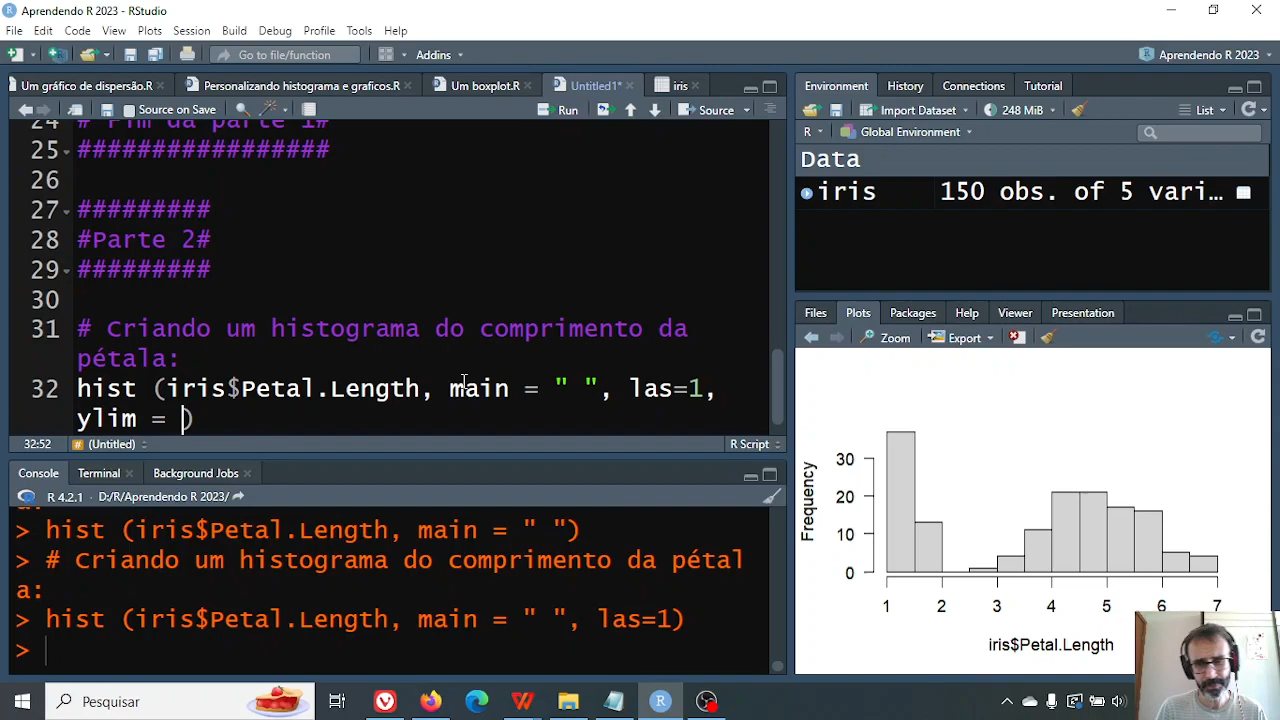 Aprendendo R 2023 - RStudio
File Edit Code View Plots Session Build Debug Profile Tools Help
Go to file/function Addins Aprendendo R 2023
Um gráfico de dispersão.R Personalizando histograma e graficos.R Um boxplot.R Untitled1* iris
Source on Save Run Source
24 # Fim da parte 1#
25 #################
26
27 #########
28 #Parte 2#
29 #########
30
31 # Criando um histograma do comprimento da
pétala:
32 hist (iris$Petal.Length, main = " ", las=1,
ylim = )
32:52 (Untitled) R Script
Console Terminal Background Jobs
R 4.2.1 · D:/R/Aprendendo R 2023/
a:
> hist (iris$Petal.Length, main = " ")
> # Criando um histograma do comprimento da pétal
a:
> hist (iris$Petal.Length, main = " ", las=1)
>
Environment History Connections Tutorial
Import Dataset 248 MiB List
R Global Environment
Data
iris 150 obs. of 5 vari…
Files Plots Packages Help Viewer Presentation
Zoom Export
Frequency
30
20
10
0
1 2 3 4 5 6 7
iris$Petal.Length
Pesquisar